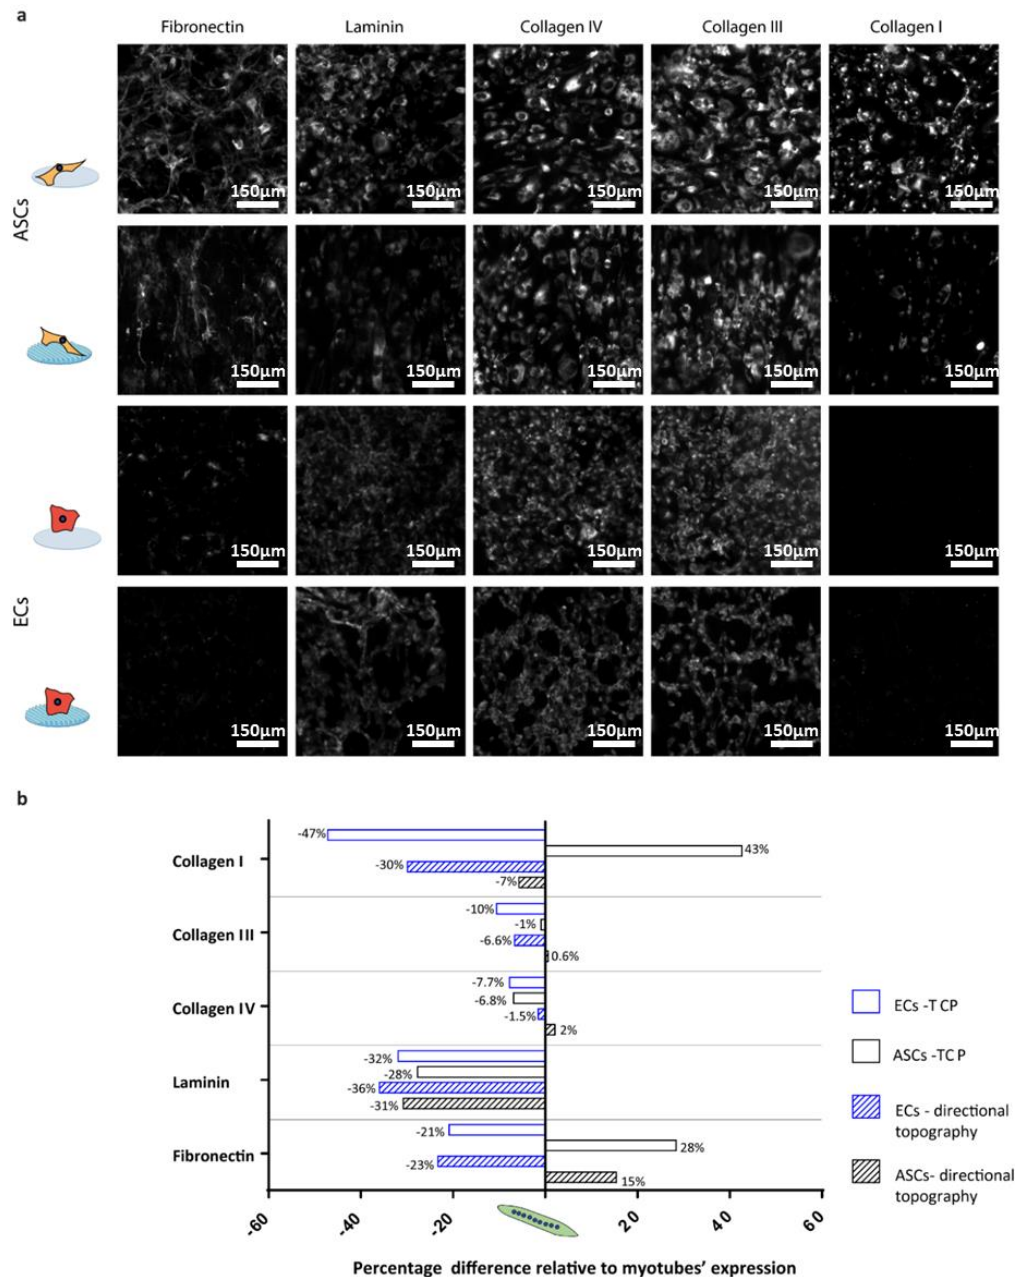 a
Fibronectin Laminin Collagen IV Collagen III Collagen I
ASCs
150µm 150µm 150µm 150µm 150µm
150µm 150µm 150µm 150µm 150µm
ECs
150µm 150µm 150µm 150µm 150µm
150µm 150µm 150µm 150µm 150µm
b
Collagen I
-47%
43%
-30%
-7%
Collagen III
-10%
-1%
-6.6%
0.6%
Collagen IV
-7.7%
-6.8%
-1.5%
2%
Laminin
-32%
-28%
-36%
-31%
Fibronectin
-21%
28%
-23%
15%
-60 -40 -20 20 40 60
Percentage difference relative to myotubes' expression
ECs -T CP
ASCs -TC P
ECs - directional
topography
ASCs- directional
topography